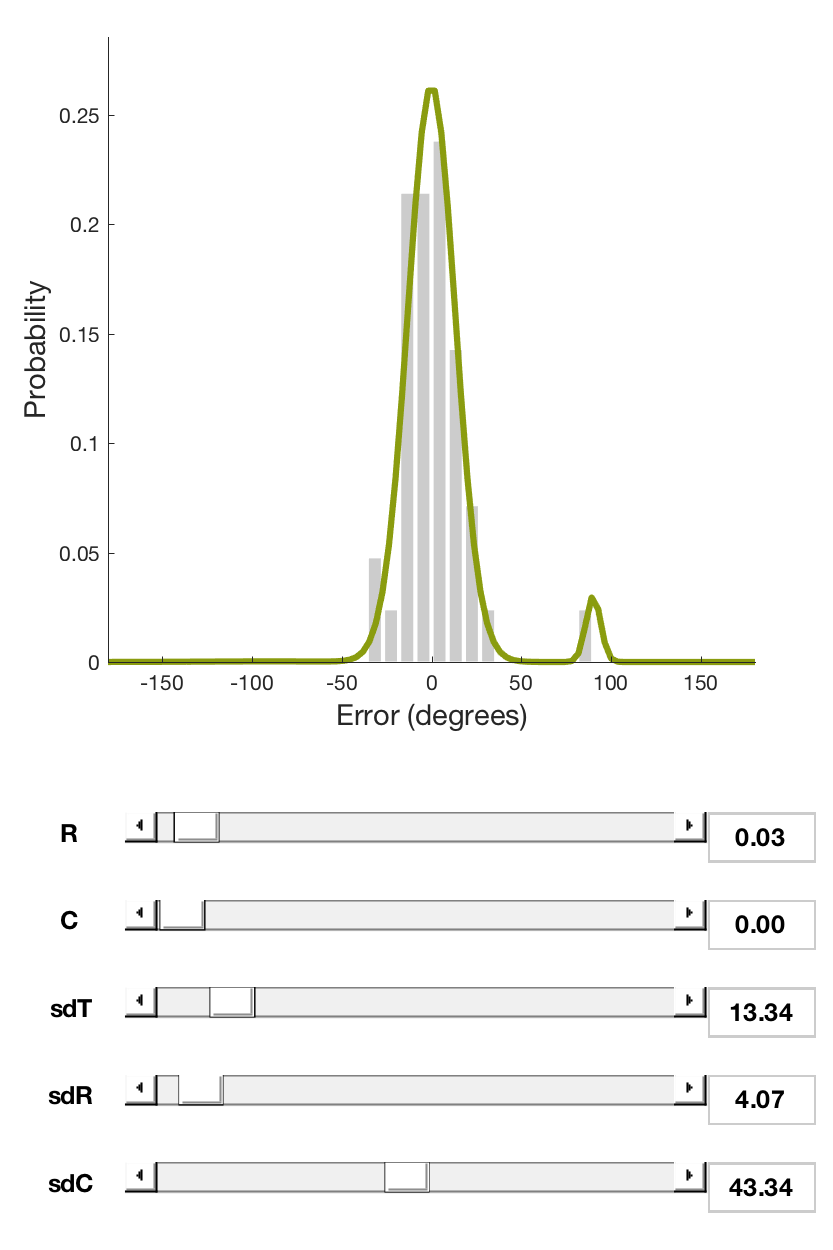 0.25
0.2
0.15
0.1
0.05
0
Probability
-150 -100 -50 0 50 100 150
Error (degrees)
R 0.03
C 0.00
sdT 13.34
sdR 4.07
sdC 43.34